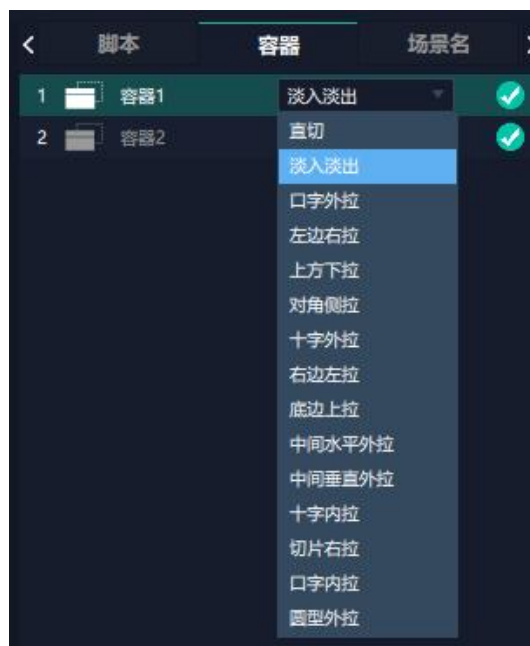 脚本 容器 场景名
1 容器1 淡入淡出
2 容器2
直切
淡入淡出
口字外拉
左边右拉
上方下拉
对角侧拉
十字外拉
右边左拉
底边上拉
中间水平外拉
中间垂直外拉
十字内拉
切片右拉
口字内拉
圆型外拉